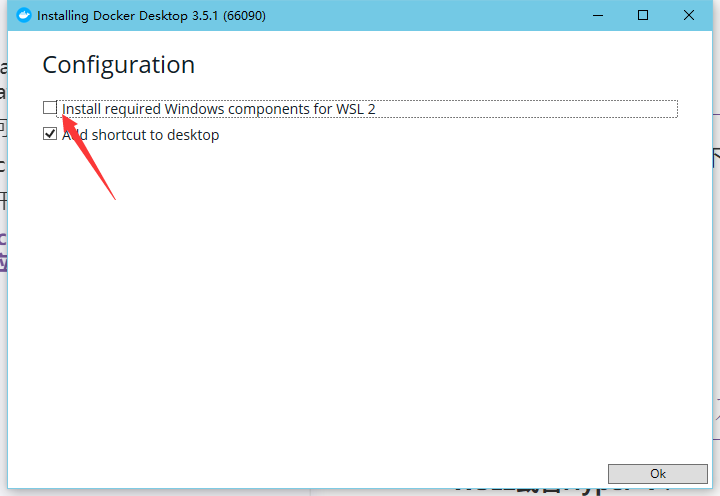 Installing Docker Desktop 3.5.1 (66090)
Configuration
Install required Windows components for WSL 2
Add shortcut to desktop
Ok